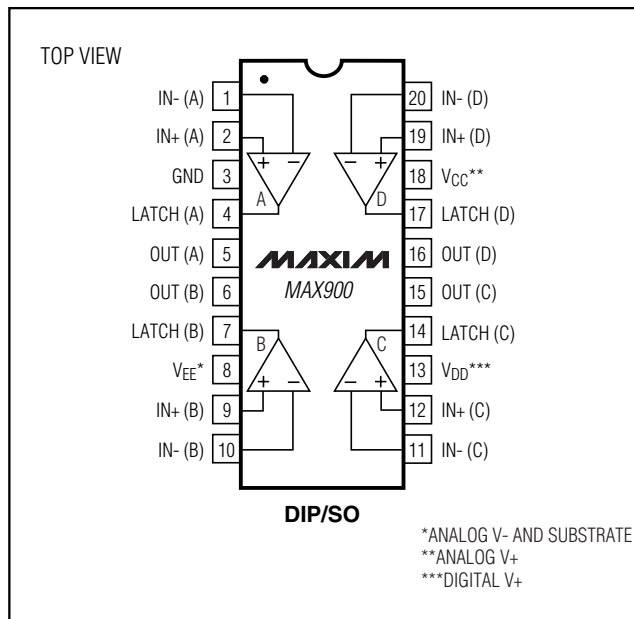 TOP VIEW
IN- (A) 1
IN+ (A) 2
GND 3
LATCH (A) 4
OUT (A) 5
OUT (B) 6
LATCH (B) 7
VEE* 8
IN+ (B) 9
IN- (B) 10
+ −
A
MAXIM
MAX900
B
+ −
+ −
D
C
− +
20 IN- (D)
19 IN+ (D)
18 VCC**
17 LATCH (D)
16 OUT (D)
15 OUT (C)
14 LATCH (C)
13 VDD***
12 IN+ (C)
11 IN- (C)
DIP/SO
*ANALOG V- AND SUBSTRATE
**ANALOG V+
***DIGITAL V+